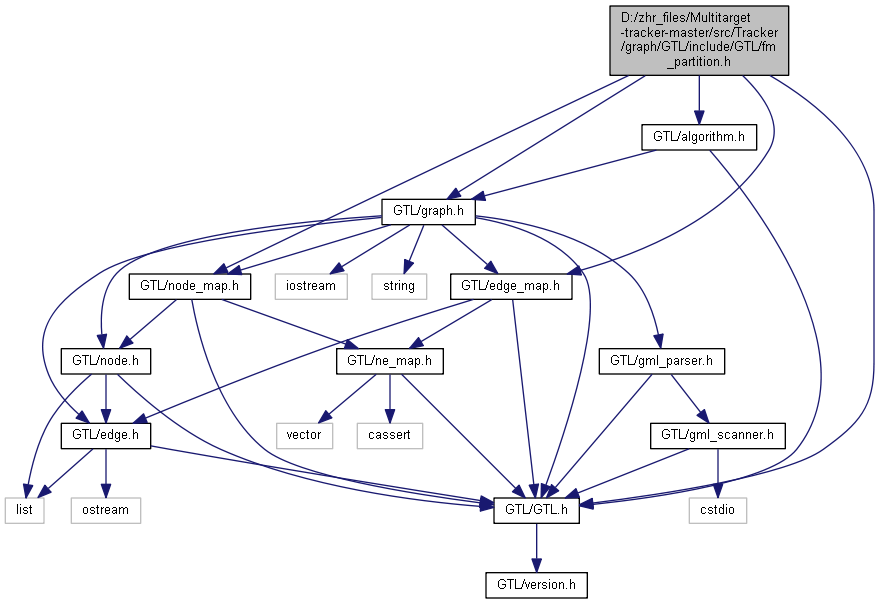 D:/zhr_files/Multitarget
-tracker-master/src/Tracker
/graph/GTL/include/GTL/fm
_partition.h
GTL/algorithm.h
GTL/graph.h
GTL/node_map.h
iostream
string
GTL/edge_map.h
GTL/node.h
GTL/ne_map.h
GTL/gml_parser.h
GTL/edge.h
vector
cassert
GTL/gml_scanner.h
list
ostream
GTL/GTL.h
cstdio
GTL/version.h